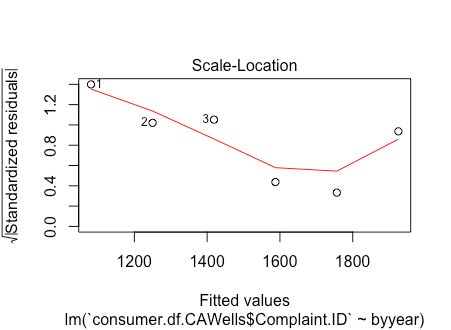 Scale-Location
√|Standardized residuals|
1.2
0.8
0.4
0.0
1
2
3
1200 1400 1600 1800
Fitted values
lm(`consumer.df.CAWells$Complaint.ID` ~ byyear)